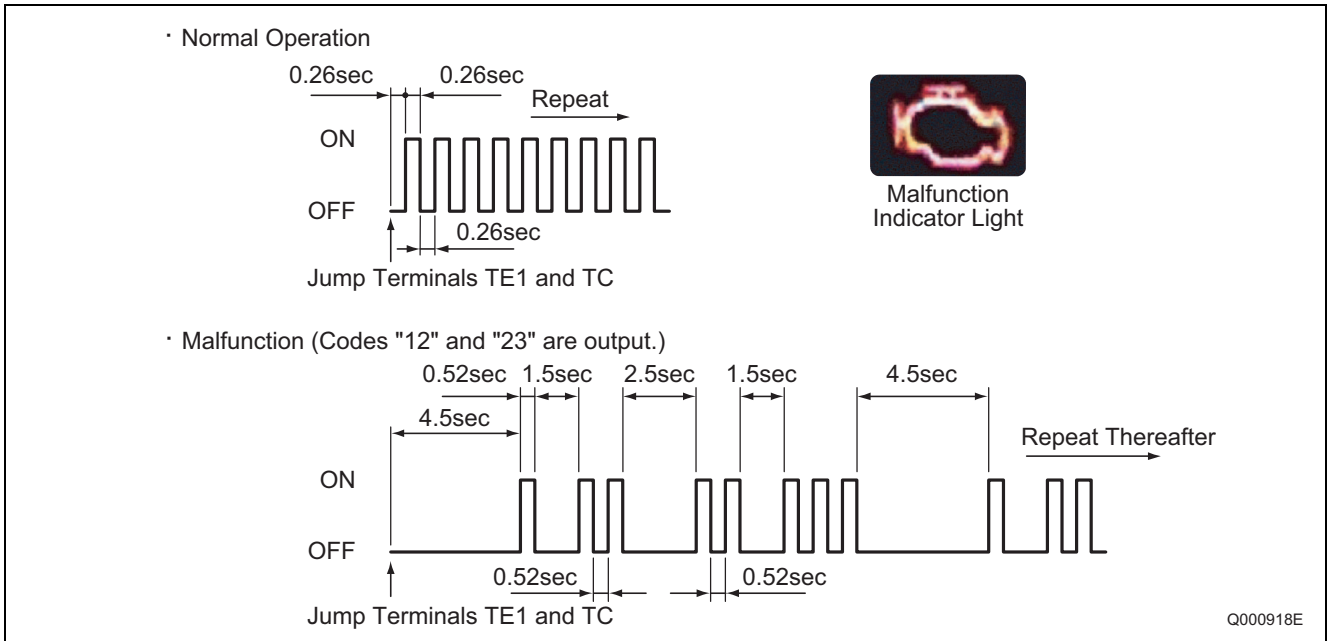 · Normal Operation
0.26sec 0.26sec
Repeat
ON
OFF
0.26sec
Jump Terminals TE1 and TC
Malfunction
Indicator Light
· Malfunction (Codes "12" and "23" are output.)
0.52sec 1.5sec 2.5sec 1.5sec 4.5sec
4.5sec
Repeat Thereafter
ON
OFF
0.52sec 0.52sec
Jump Terminals TE1 and TC
Q000918E